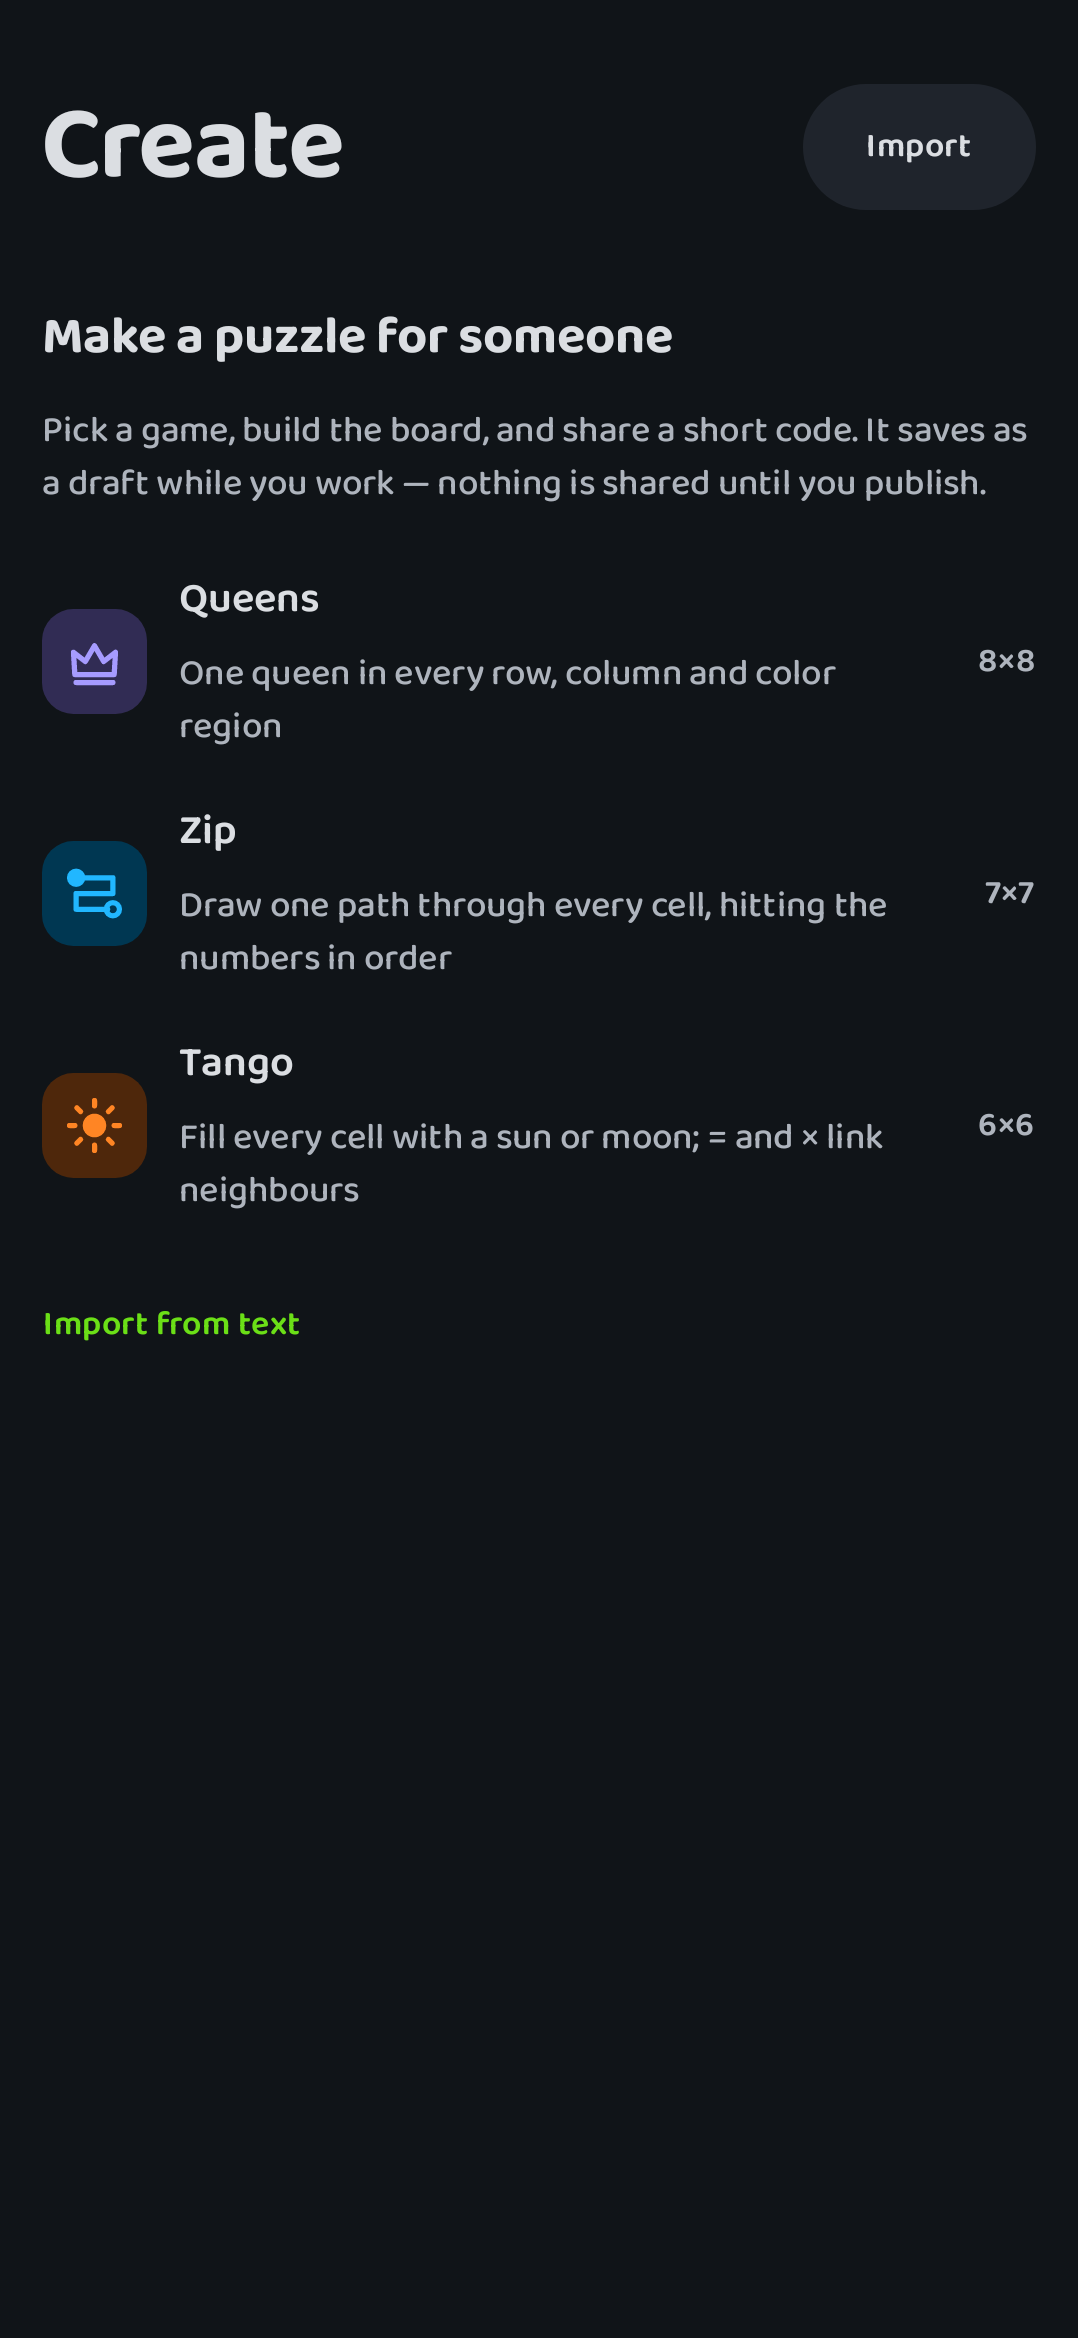 Create
Import
Make a puzzle for someone
Pick a game, build the board, and share a short code. It saves as
a draft while you work — nothing is shared until you publish.
Queens
One queen in every row, column and color
region
8×8
Zip
Draw one path through every cell, hitting the
numbers in order
7×7
Tango
Fill every cell with a sun or moon; = and × link
neighbours
6×6
Import from text